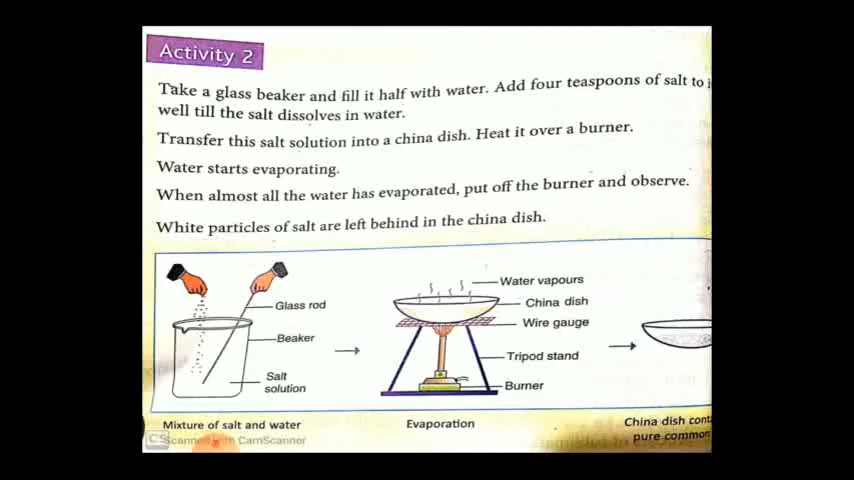 Activity 2
Take a glass beaker and fill it half with water. Add four teaspoons of salt to
well till the salt dissolves in water.
Transfer this salt solution into a china dish. Heat it over a burner.
Water starts evaporating.
When almost all the water has evaporated, put off the burner and observe.
White particles of salt are left behind in the china dish.
Glass rod
Beaker
Salt
solution
Water vapours
China dish
Wire gauge
Tripod stand
Burner
Mixture of salt and water
Evaporation
China dish
pure common
CS Scanned with CamScanner